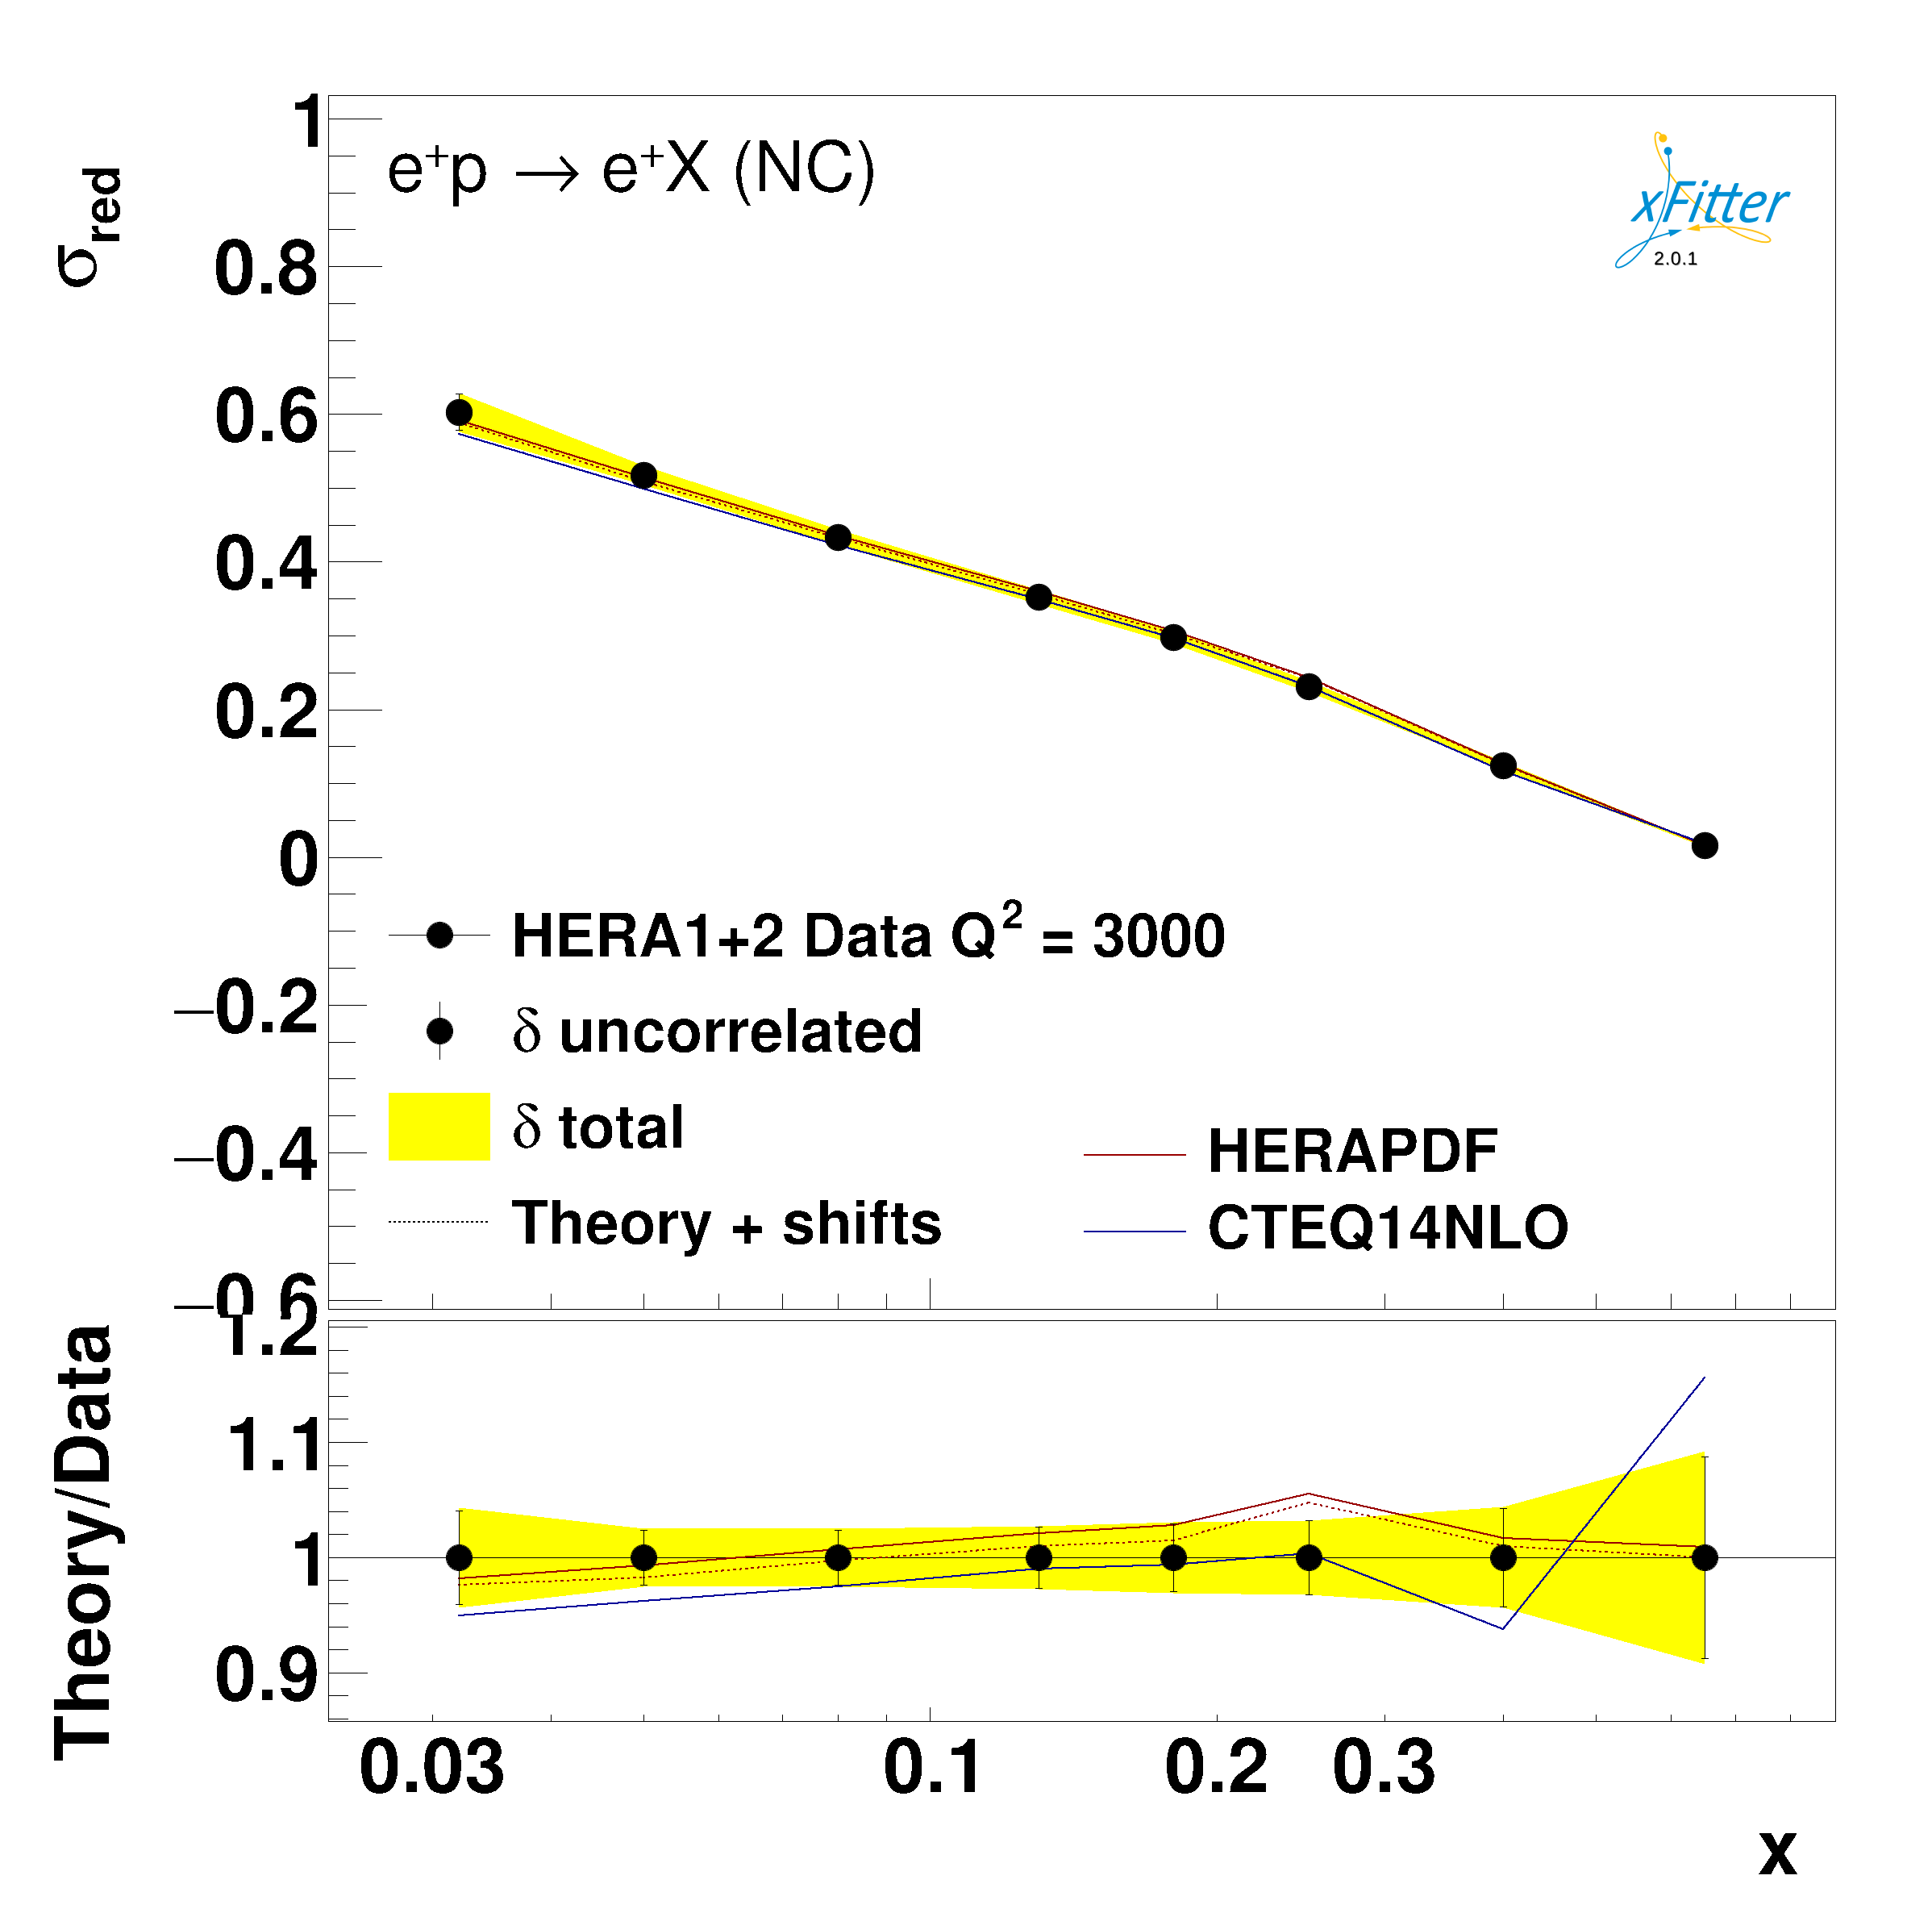 1
σred
e+p → e+X (NC)
xFitter
2.0.1
0.8
0.6
0.4
0.2
0
HERA1+2 Data Q2 = 3000
−0.2
δ uncorrelated
−0.4
δ total
HERAPDF
Theory + shifts
CTEQ14NLO
−0.6
1.2
Theory/Data
1.1
1
0.9
0.03 0.1 0.2 0.3
x